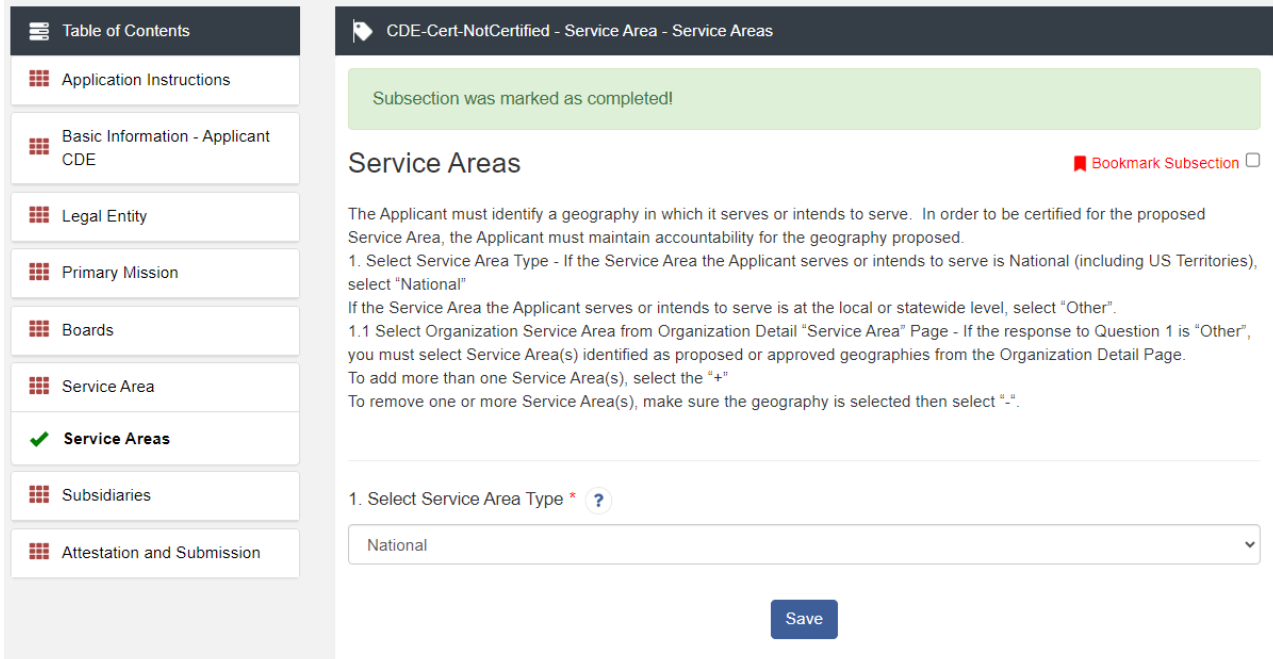 Table of Contents
Application Instructions
Basic Information - Applicant
CDE
Legal Entity
Primary Mission
Boards
Service Area
Service Areas
Subsidiaries
Attestation and Submission
CDE-Cert-NotCertified - Service Area - Service Areas
Subsection was marked as completed!
Service Areas
Bookmark Subsection
The Applicant must identify a geography in which it serves or intends to serve.  In order to be certified for the proposed
Service Area, the Applicant must maintain accountability for the geography proposed.
1. Select Service Area Type - If the Service Area the Applicant serves or intends to serve is National (including US Territories),
select “National”
If the Service Area the Applicant serves or intends to serve is at the local or statewide level, select “Other”.
1.1 Select Organization Service Area from Organization Detail “Service Area” Page - If the response to Question 1 is “Other”,
you must select Service Area(s) identified as proposed or approved geographies from the Organization Detail Page.
To add more than one Service Area(s), select the “+”
To remove one or more Service Area(s), make sure the geography is selected then select “-“.
1. Select Service Area Type * ?
National
Save